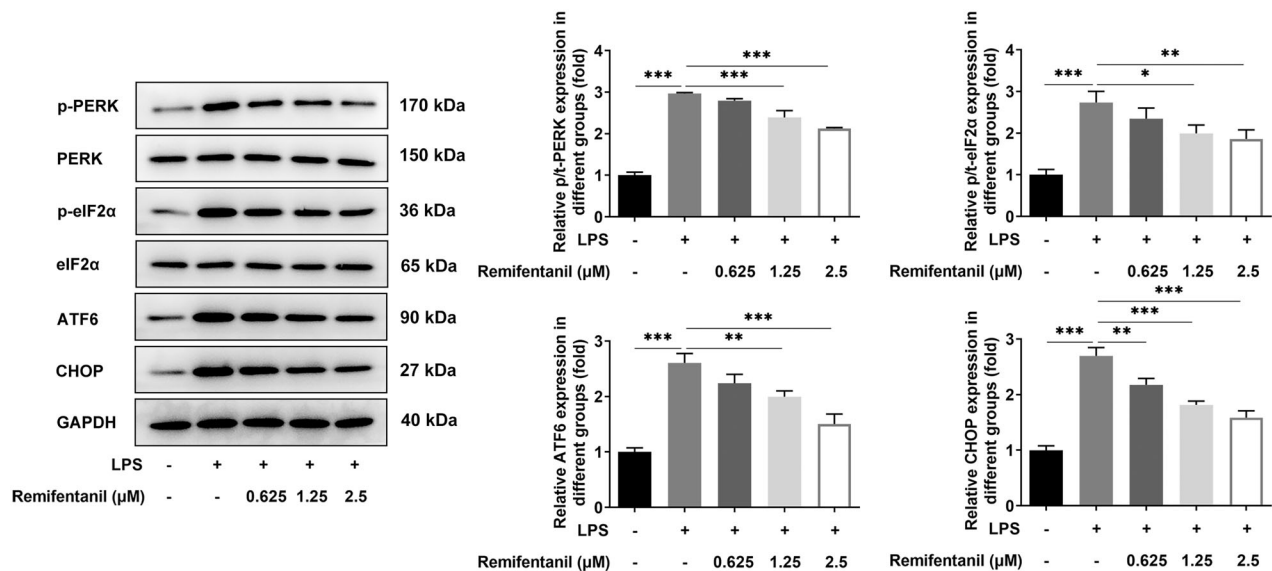 p-PERK 170 kDa
PERK 150 kDa
p-eIF2α 36 kDa
eIF2α 65 kDa
ATF6 90 kDa
CHOP 27 kDa
GAPDH 40 kDa
LPS - + + + +
Remifentanil (μM) - - 0.625 1.25 2.5
Relative p/t-PERK expression in
different groups (fold)
4
3
2
1
0
***
*** ***
LPS - + + + +
Remifentanil (μM) - - 0.625 1.25 2.5
Relative p/t-eIF2α expression in
different groups (fold)
4
3
2
1
0
**
*** *
LPS - + + + +
Remifentanil (μM) - - 0.625 1.25 2.5
Relative ATF6 expression in
different groups (fold)
3
2
1
0
***
*** **
LPS - + + + +
Remifentanil (μM) - - 0.625 1.25 2.5
Relative CHOP expression in
different groups (fold)
3
2
1
0
***
***
*** **
LPS - + + + +
Remifentanil (μM) - - 0.625 1.25 2.5